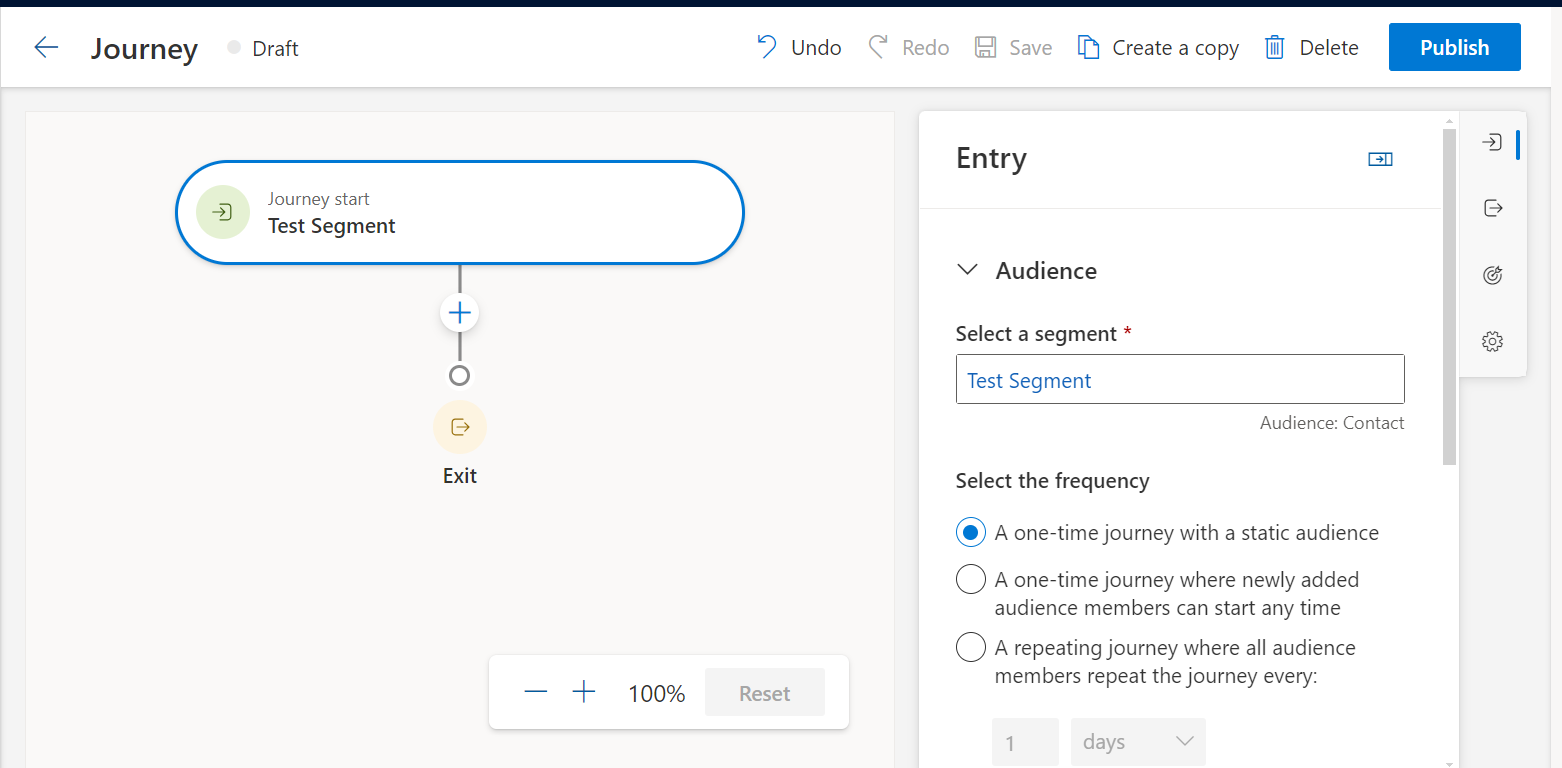 Journey
Draft
Undo
Redo
Save
Create a copy
Delete
Publish
Journey start
Test Segment
Exit
100%
Reset
Entry
Audience
Select a segment *
Test Segment
Audience: Contact
Select the frequency
A one-time journey with a static audience
A one-time journey where newly added
audience members can start any time
A repeating journey where all audience
members repeat the journey every:
1
days